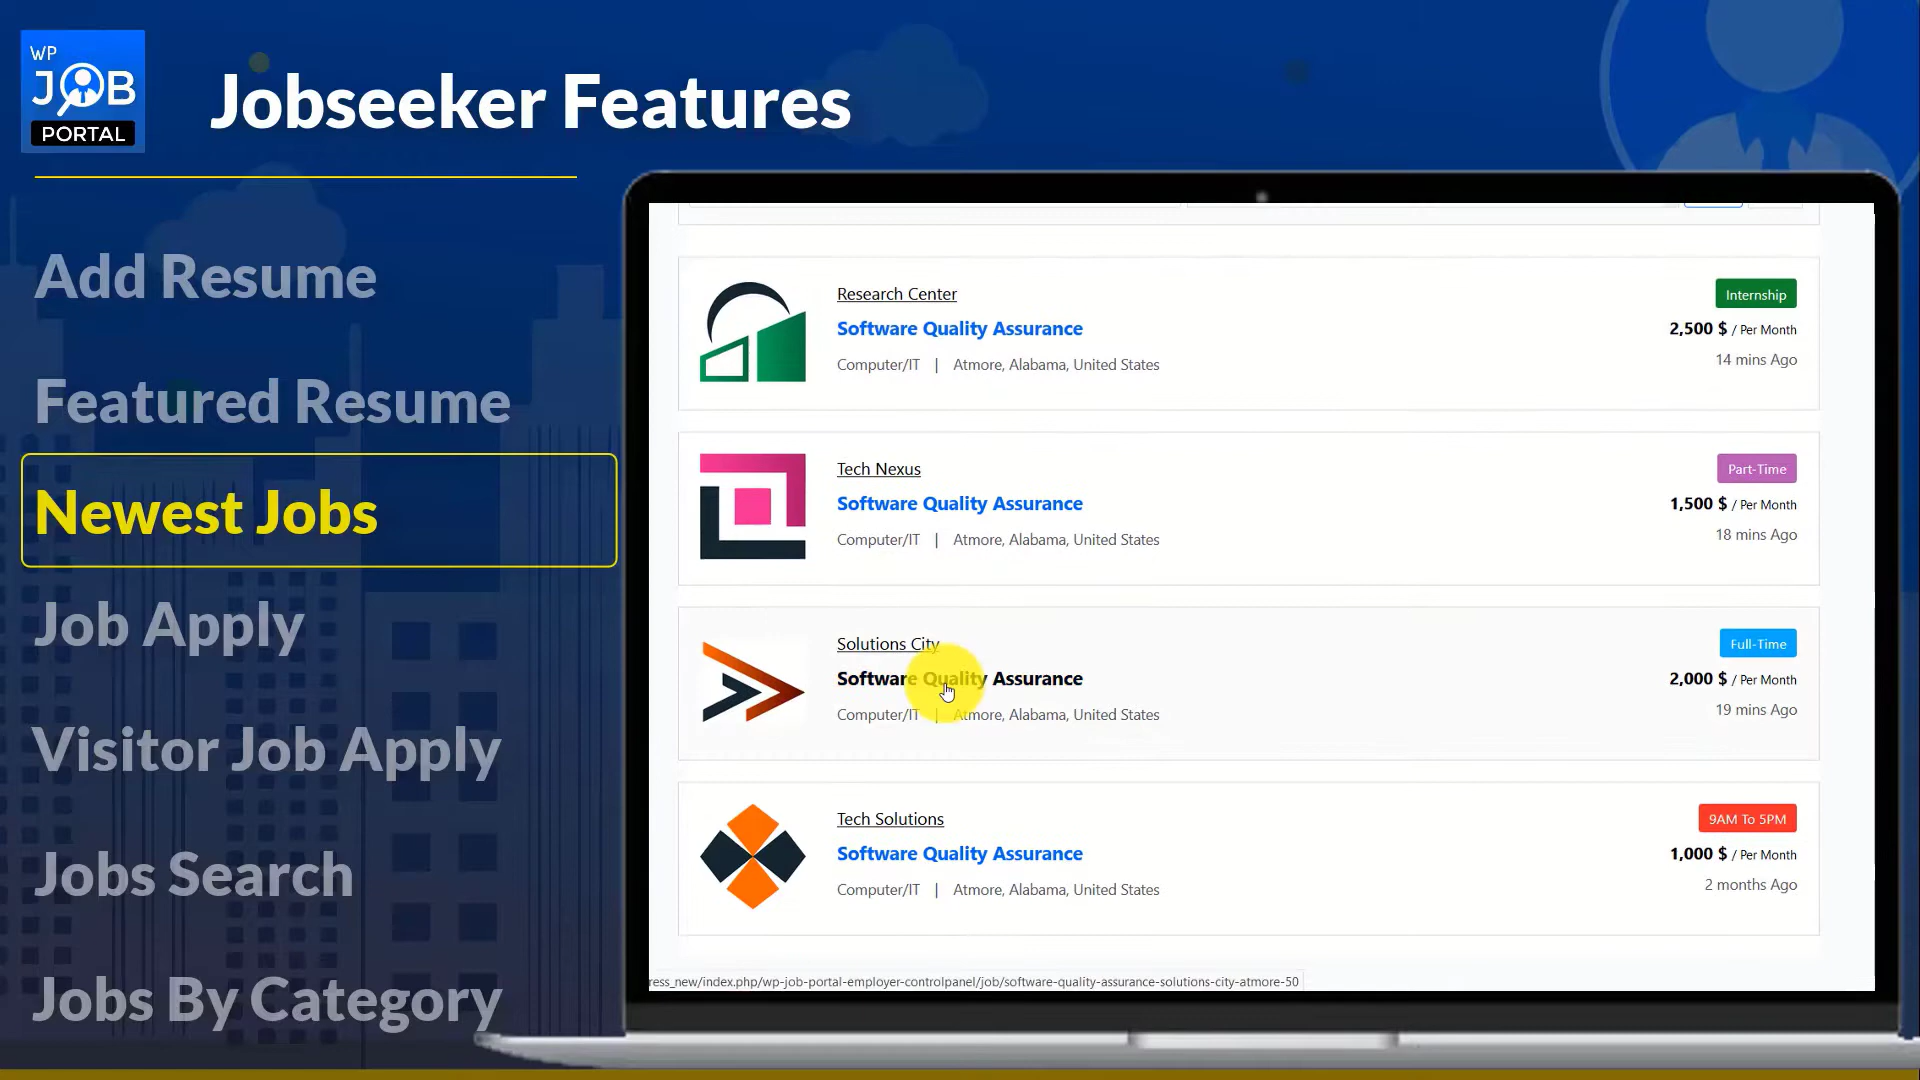 WP
JOB
PORTAL
Jobseeker Features
Add Resume
Featured Resume
Newest Jobs
Job Apply
Visitor Job Apply
Jobs Search
Jobs By Category
Research Center
Internship
Software Quality Assurance
2,500 $ / Per Month
Computer/IT | Atmore, Alabama, United States
14 mins Ago
Tech Nexus
Part-Time
Software Quality Assurance
1,500 $ / Per Month
Computer/IT | Atmore, Alabama, United States
18 mins Ago
Solutions City
Full-Time
Software Quality Assurance
2,000 $ / Per Month
Computer/IT | Atmore, Alabama, United States
19 mins Ago
Tech Solutions
9AM To 5PM
Software Quality Assurance
1,000 $ / Per Month
Computer/IT | Atmore, Alabama, United States
2 months Ago
ress_new/index.php/wp-job-portal-employer-controlpanel/job/software-quality-assurance-solutions-city-atmore-50